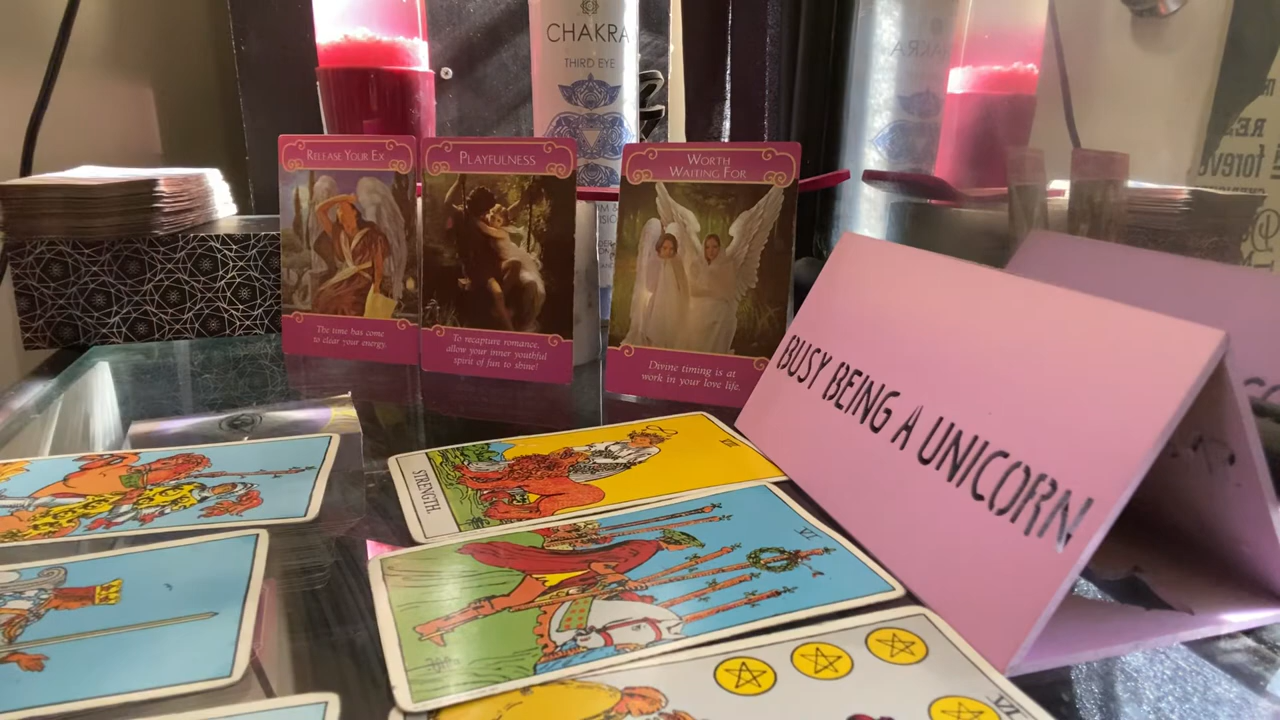 CHAKRA
THIRD EYE
RELEASE YOUR EX
The time has come
to clear your energy.
PLAYFULNESS
To recapture romance,
allow your inner youthful
spirit of fun to shine!
WORTH
WAITING FOR
Divine timing is at
work in your love life.
BUSY BEING A UNICORN
STRENGTH.
VI
forever